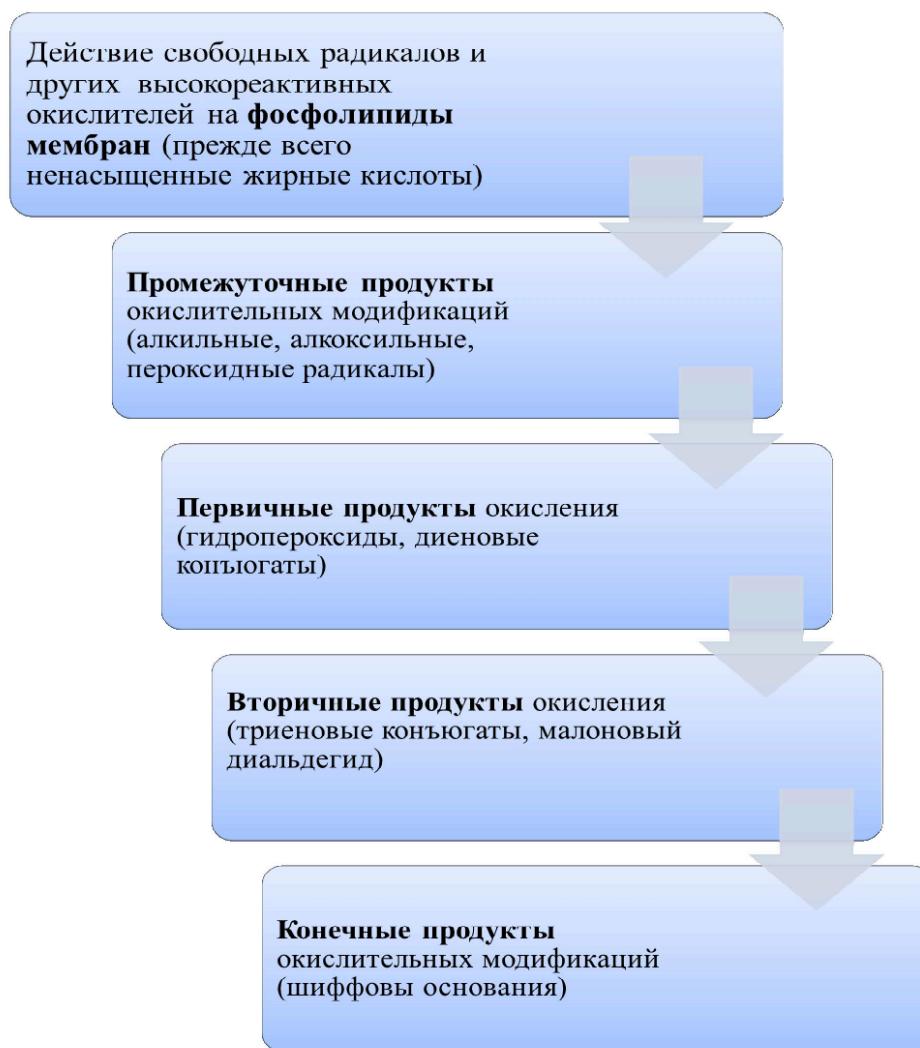 Действие свободных радикалов и
других высокореактивных
окислителей на фосфолипиды
мембран (прежде всего
ненасыщенные жирные кислоты)
Промежуточные продукты
окислительных модификаций
(алкильные, алкоксильные,
пероксидные радикалы)
Первичные продукты окисления
(гидропероксиды, диеновые
конъюгаты)
Вторичные продукты окисления
(триеновые конъюгаты, малоновый
диальдегид)
Конечные продукты
окислительных модификаций
(шиффовы основания)